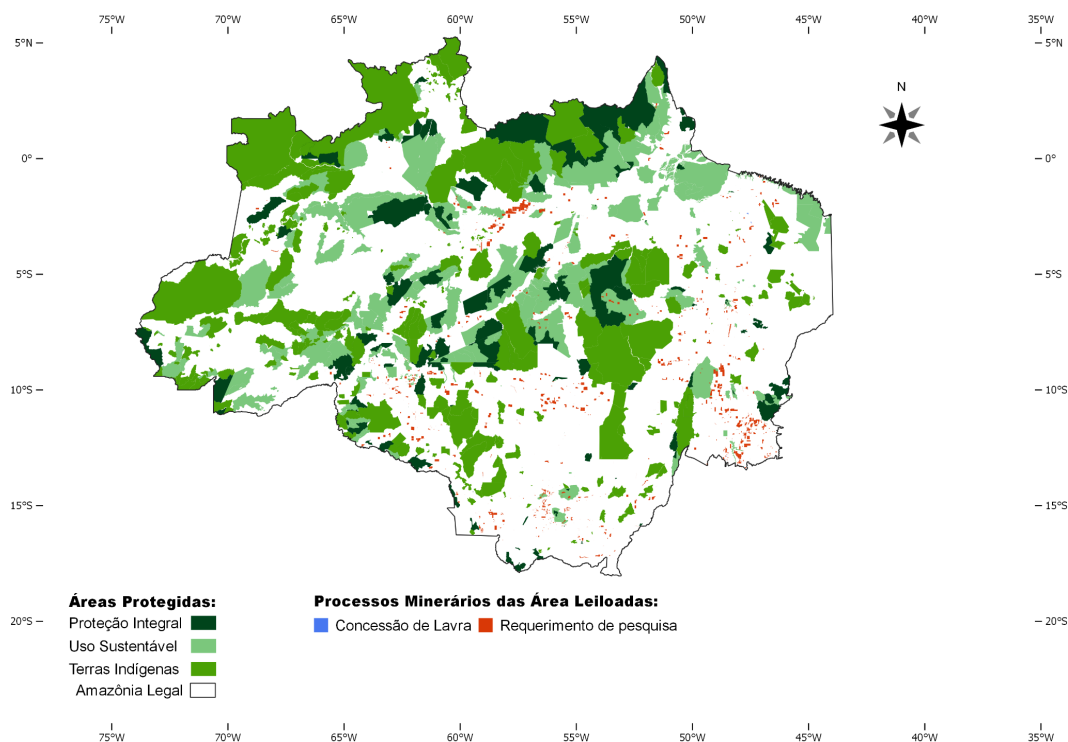 75°W 70°W 65°W 60°W 55°W 50°W 45°W 40°W 35°W
5°N 5°N
N
0° 0°
5°S 5°S
10°S 10°S
15°S 15°S
Áreas Protegidas: Processos Minerários das Área Leiloadas:
Proteção Integral Concessão de Lavra Requerimento de pesquisa
20°S 20°S
Uso Sustentável
Terras Indígenas
Amazônia Legal
75°W 70°W 65°W 60°W 55°W 50°W 45°W 40°W 35°W